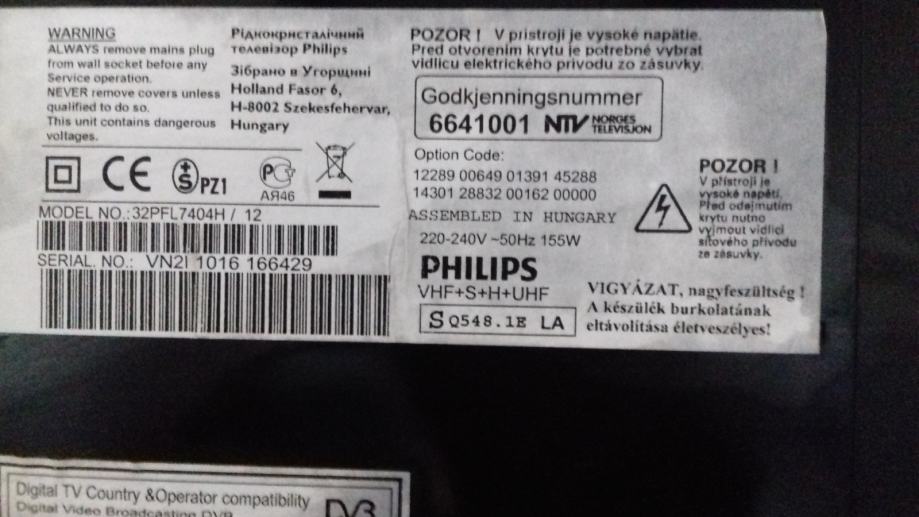 WARNING
ALWAYS remove mains plug
from wall socket before any
Service operation.
NEVER remove covers unless
qualified to do so.
This unit contains dangerous
voltages.
Рідкокристалічний
телевізор Philips
Зібрано в Угорщині
Holland Fasor 6,
H-8002 Szekesfehervar,
Hungary
POZOR ! V prístroji je vysoké napätie.
Pred otvorením krytu je potrebné vybrat
vidlicu elektrického prívodu zo zásuvky.
Godkjenningsnummer
6641001 NTV NORGES
TELEVISJON
CE
S PZ1
РС
АЯ46
Option Code:
12289 00649 01391 45288
14301 28832 00162 00000
ASSEMBLED IN HUNGARY
220-240V ~50Hz 155W
PHILIPS
VHF+S+H+UHF
S Q548.1E LA
MODEL NO.:32PFL7404H / 12
SERIAL. NO.: VN2I 1016 166429
POZOR !
V přístroji je
vysoké napětí.
Před odejmutím
krytu nutno
vyjmout vidlici
síťového přívodu
ze zásuvky.
VIGYÁZAT, nagyfeszültség !
A készülék burkolatának
eltávolítása életveszélyes!
Digital TV Country &Operator compatibility
Digital Video Broadcasting DVB
DVB